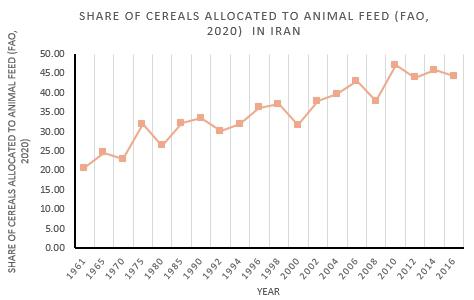 SHARE OF CEREALS ALLOCATED TO ANIMAL FEED (FAO,
2020) IN IRAN
SHARE OF CEREALS ALLOCATED TO ANIMAL FEED (FAO,
2020)
50.00
45.00
40.00
35.00
30.00
25.00
20.00
15.00
10.00
5.00
0.00
1961 1965 1970 1975 1980 1985 1990 1992 1994 1996 1998 2000 2002 2004 2006 2008 2010 2012 2014 2016
YEAR